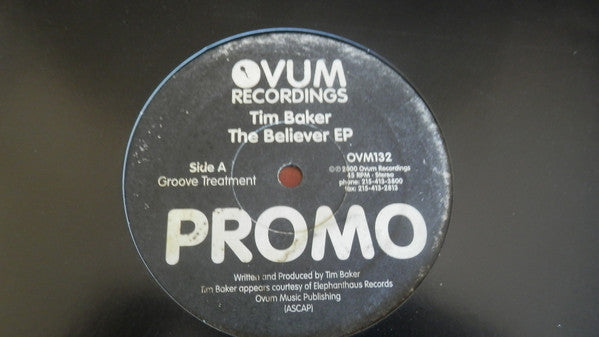 OVUM
RECORDINGS
Tim Baker
The Believer EP
Side A
Groove Treatment
OVM132
©℗ 2000 Ovum Recordings
45 RPM - Stereo
phone: 215-413-5800
fax: 215-413-2813
PROMO
Written and Produced by Tim Baker
Tim Baker appears courtesy of Elephanthaus Records
Ovum Music Publishing
(ASCAP)